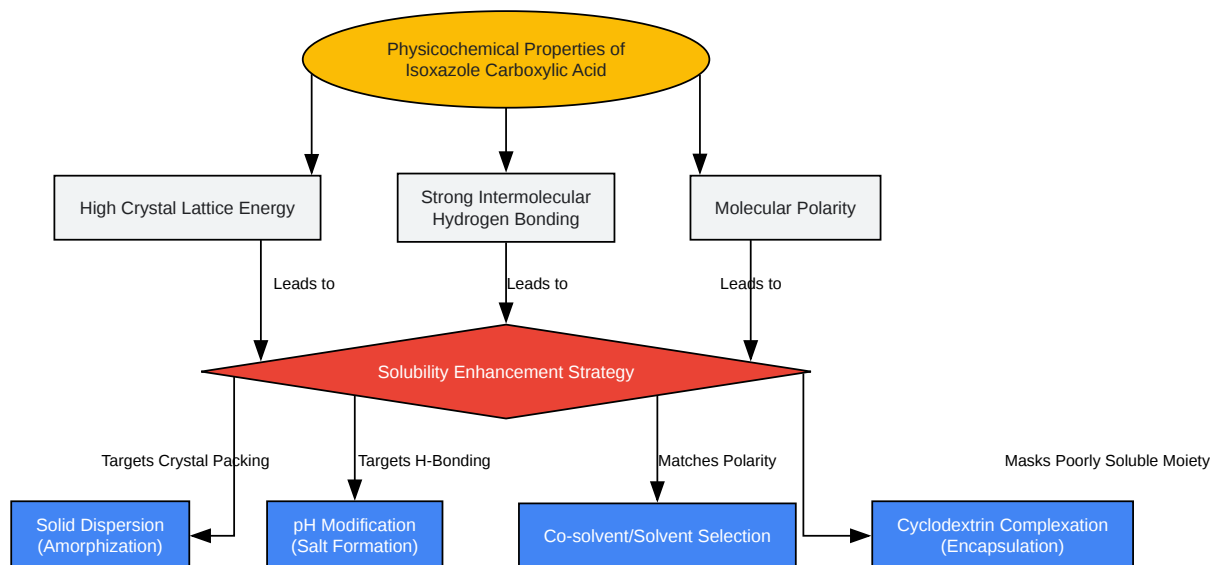 Physicochemical Properties of
Isoxazole Carboxylic Acid
High Crystal Lattice Energy
Strong Intermolecular
Hydrogen Bonding
Molecular Polarity
Leads to
Leads to
Leads to
Solubility Enhancement Strategy
Targets Crystal Packing
Targets H-Bonding
Matches Polarity
Masks Poorly Soluble Moiety
Solid Dispersion
(Amorphization)
pH Modification
(Salt Formation)
Co-solvent/Solvent Selection
Cyclodextrin Complexation
(Encapsulation)